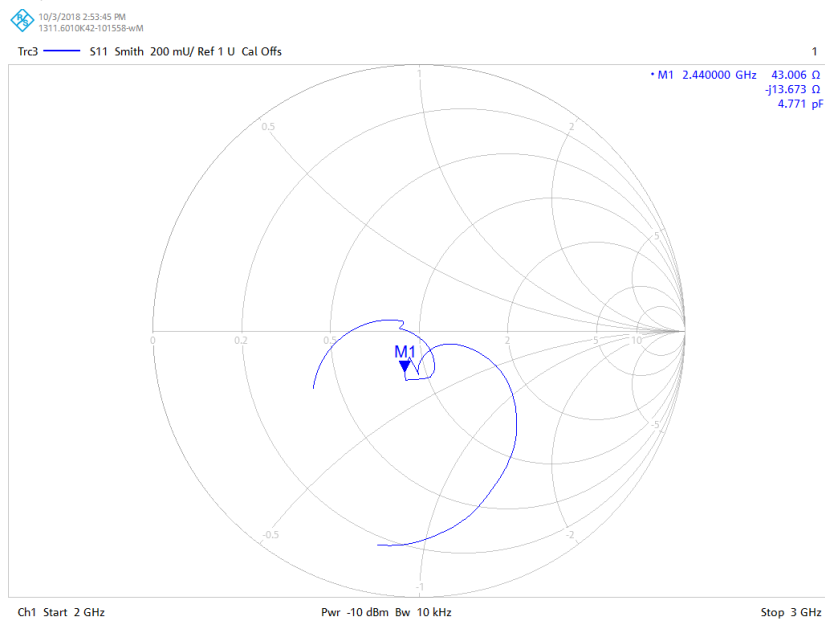 R&S
10/3/2018 2:53:45 PM
1311.6010K42-101558-wM
Trc3 S11 Smith 200 mU/ Ref 1 U Cal Offs
1
• M1 2.440000 GHz 43.006 Ω
-j13.673 Ω
4.771 pF
1
0.5
2
5
0
0.2
0.5
1
2
5
10
M1
-5
-0.5
-2
-1
Ch1 Start 2 GHz
Pwr -10 dBm Bw 10 kHz
Stop 3 GHz